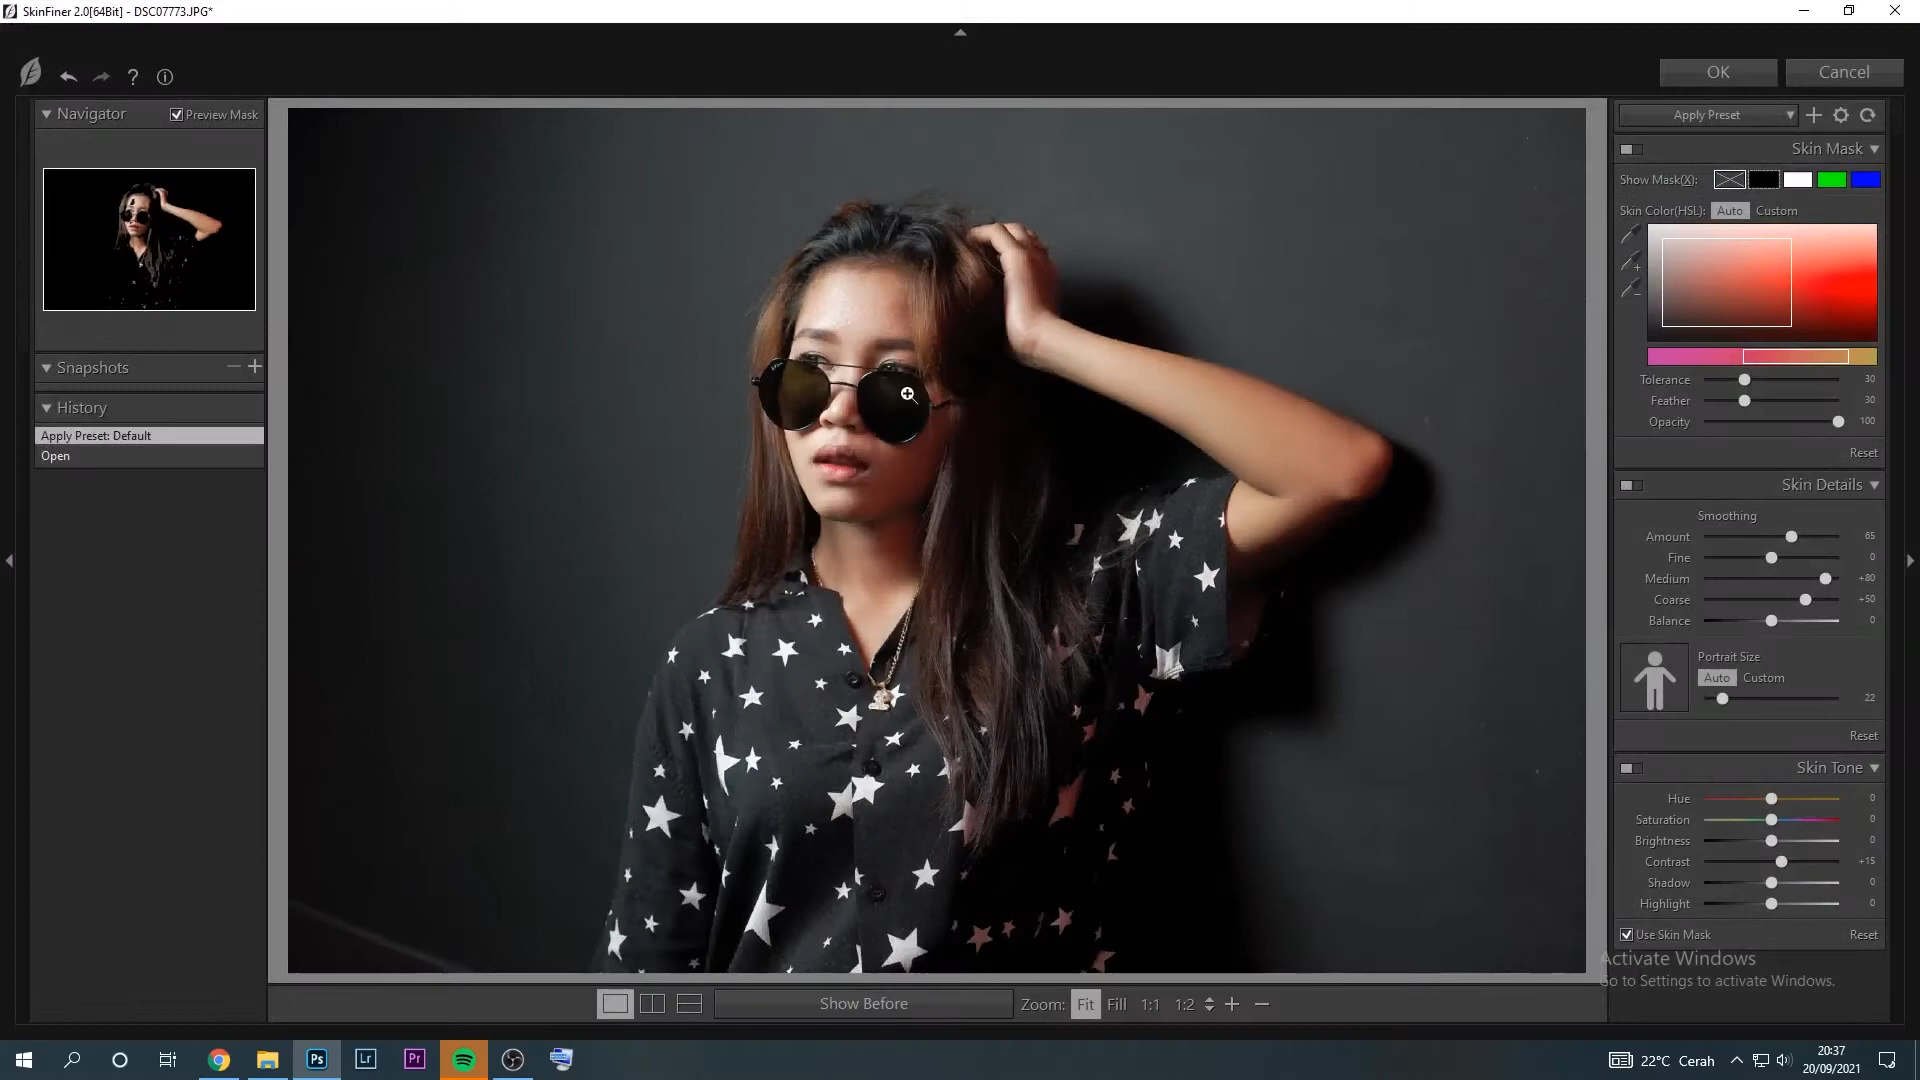 SkinFiner 2.0[64Bit] - DSC07773.JPG*
OK
Cancel
Navigator
Preview Mask
Snapshots
History
Apply Preset: Default
Open
Apply Preset
Skin Mask
Show Mask(X):
Skin Color(HSL): Auto Custom
Tolerance 30
Feather 30
Opacity 100
Reset
Skin Details
Smoothing
Amount 65
Fine 0
Medium +80
Coarse +50
Balance 0
Portrait Size
Auto Custom
22
Reset
Skin Tone
Hue 0
Saturation 0
Brightness 0
Contrast +15
Shadow 0
Highlight 0
Use Skin Mask Reset
Activate Windows
Go to Settings to activate Windows.
Show Before
Zoom: Fit Fill 1:1 1:2
Ps Lr Pr
22°C Cerah
20:37
20/09/2021